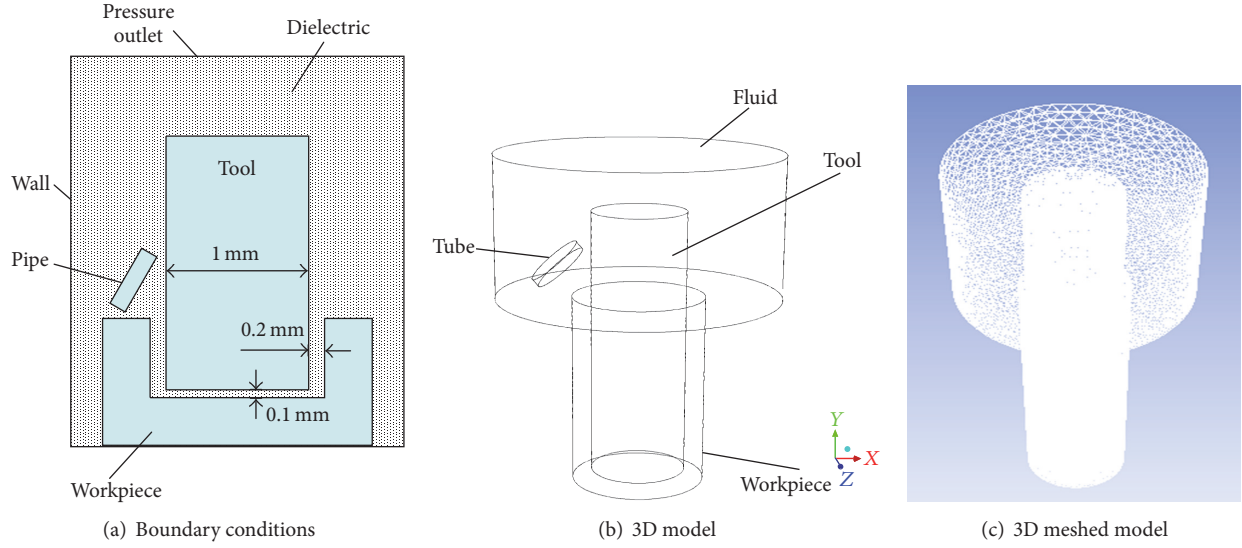 Pressure
outlet
Dielectric
Tool
Wall
Pipe
1 mm
0.2 mm
0.1 mm
Workpiece
(a) Boundary conditions
Fluid
Tool
Tube
Workpiece
Y
X
Z
(b) 3D model
(c) 3D meshed model